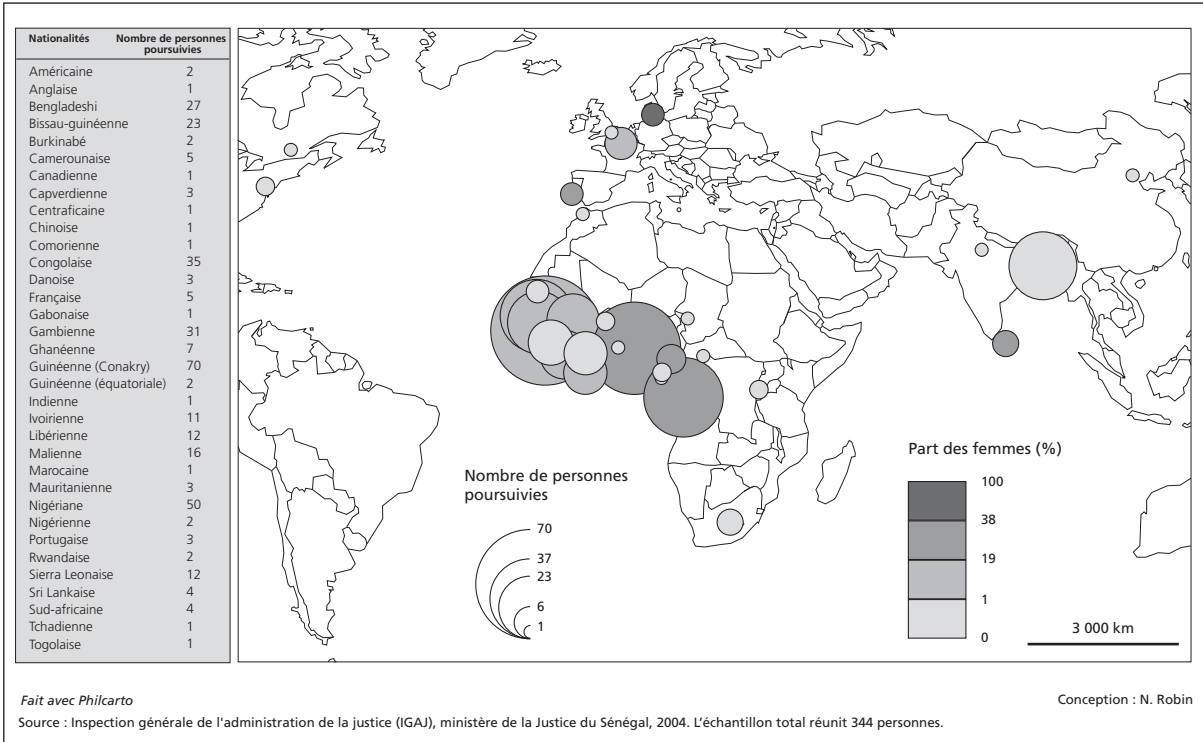 Nationalités Nombre de personnes
poursuivies
Américaine 2
Anglaise 1
Bengladeshi 27
Bissau-guinéenne 23
Burkinabé 2
Camerounaise 5
Canadienne 1
Capverdienne 3
Centraficaine 1
Chinoise 1
Comorienne 1
Congolaise 35
Danoise 3
Française 5
Gabonaise 1
Gambienne 31
Ghanéenne 7
Guinéenne (Conakry) 70
Guinéenne (équatoriale) 2
Indienne 1
Ivoirienne 11
Libérienne 12
Malienne 16
Marocaine 1
Mauritanienne 3
Nigériane 50
Nigérienne 2
Portugaise 3
Rwandaise 2
Sierra Leonaise 12
Sri Lankaise 4
Sud-africaine 4
Tchadienne 1
Togolaise 1
Nombre de personnes
poursuivies
70
37
23
6
1
Part des femmes (%)
100
38
19
1
0
3 000 km
Fait avec Philcarto
Conception : N. Robin
Source : Inspection générale de l'administration de la justice (IGAJ), ministère de la Justice du Sénégal, 2004. L'échantillon total réunit 344 personnes.